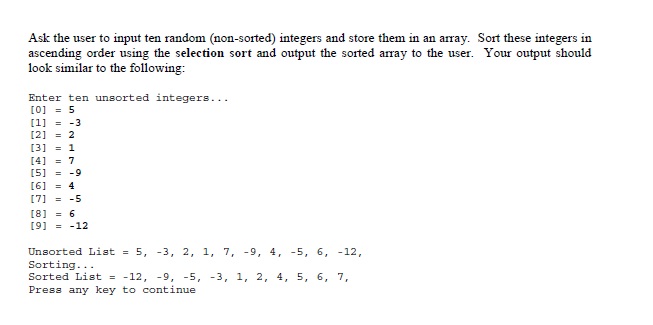 Ask the user to input ten random (non-sorted) integers and store them in an array. Sort these integers in
ascending order using the selection sort and output the sorted array to the user. Your output should
look similar to the following:
Enter ten unsorted integers...
[0] = 5
[1] = -3
[2] = 2
[3] = 1
[4] = 7
[5] = -9
[6] = 4
[7] = -5
[8] = 6
[9] = -12
Unsorted List = 5, -3, 2, 1, 7, -9, 4, -5, 6, -12,
Sorting...
Sorted List = -12, -9, -5, -3, 1, 2, 4, 5, 6, 7,
Press any key to continue